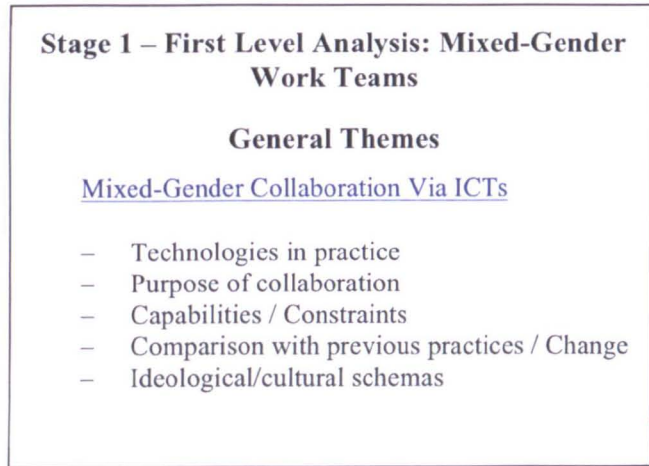 Stage 1 – First Level Analysis: Mixed-Gender
Work Teams
General Themes
Mixed-Gender Collaboration Via ICTs
– Technologies in practice
– Purpose of collaboration
– Capabilities / Constraints
– Comparison with previous practices / Change
– Ideological/cultural schemas